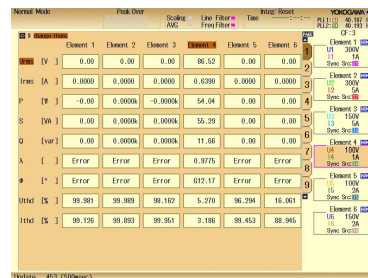 Normal Mode Peak Over Scaling Line Filter Time Integ: Reset YOKOGAWA
AVG Freq Filter PLL1: 40.187 H
PLL2: 40.193 H
change items PAGE CF:3
Element 1 Element 2 Element 3 Element 4 Element 5 Element 6
Urms [V ] 0.00 0.00 0.00 86.52 0.00 0.00
Irms [A ] 0.0000 0.0000 0.0000 0.6390 0.0000 0.0000
P [W ] -0.00 0.0000k -0.0000k 54.04 0.00 0.00
S [VA ] 0.00 0.0000k 0.0000k 55.29 0.00 0.00
Q [var] 0.00 0.0000k 0.0000k 11.66 0.00 0.00
λ [ ] Error Error Error 0.9775 Error Error
Φ [° ] Error Error Error G12.17 Error Error
Uthd [% ] 99.981 99.989 98.162 5.270 96.294 16.061
Ithd [% ] 99.126 99.893 99.951 3.186 99.453 88.945
1
2
3
4
5
6
7
8
9
Element 1
U1 300V
I1 1A
Sync Src:
Element 2
U2 300V
I2 5A
Sync Src:
Element 3
U3 150V
I3 5A
Sync Src:
Element 4
U4 100V
I4 1A
Sync Src:
Element 5
U5 100V
I5 2A
Sync Src:
Element 6
U6 150V
I6 2A
Sync Src:
Update 453 (500msec)